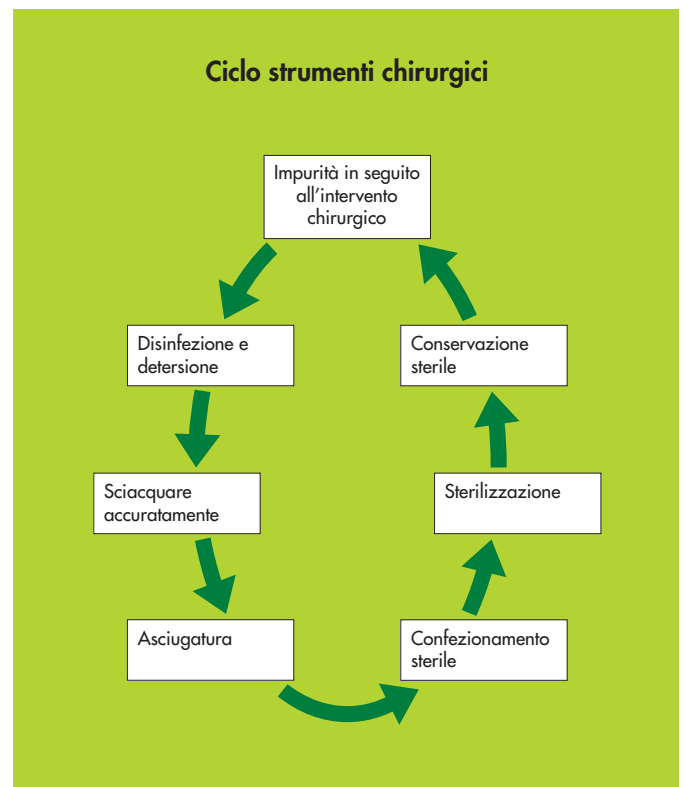 Ciclo strumenti chirurgici
Impurità in seguito
all’intervento
chirurgico
Disinfezione e
detersione
Sciacquare
accuratamente
Asciugatura
Confezionamento
sterile
Sterilizzazione
Conservazione
sterile